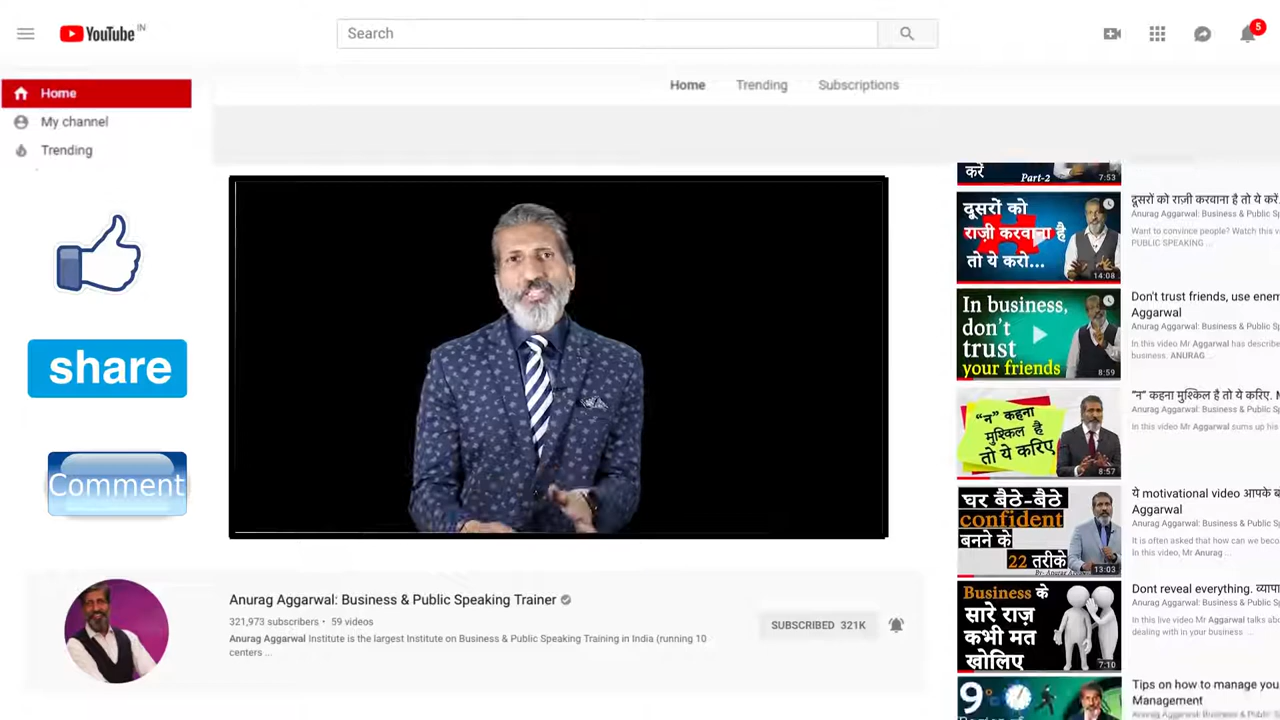 YouTube IN
Search
5
Home
My channel
Trending
Home
Trending
Subscriptions
share
Comment
Anurag Aggarwal: Business & Public Speaking Trainer
321,973 subscribers • 59 videos
Anurag Aggarwal Institute is the largest Institute on Business & Public Speaking Training in India (running 10
centers ...
SUBSCRIBED 321K
करें
Part-2
7:53
दूसरों को
राज़ी करवाना है
तो ये करो...
14:08
दूसरों को राज़ी करवाना है तो ये करें.
Anurag Aggarwal: Business & Public Sp
Want to convince people? Watch this v
PUBLIC SPEAKING ...
In business,
don't
trust
your friends
8:59
Don't trust friends, use enem
Aggarwal
Anurag Aggarwal: Business & Public Sp
In this video Mr Aggarwal has describe
business. ANURAG ...
“न” कहना
मुश्किल है
तो ये करिए
8:57
“न” कहना मुश्किल है तो ये करिए. M
Anurag Aggarwal: Business & Public Sp
In this video Mr Aggarwal sums up his
घर बैठे-बैठे
confident
बनने के
22 तरीके
13:03
ये motivational video आपके ब
Aggarwal
Anurag Aggarwal: Business & Public Sp
It is often asked that how can we beco
In this video, Mr Anurag ...
Business के
सारे राज़
कभी मत
खोलिए
7:10
Dont reveal everything. व्यापा
Anurag Aggarwal: Business & Public Sp
In this live video Mr Aggarwal talks abo
dealing with in your business ...
9
Tips on how to manage you
Management